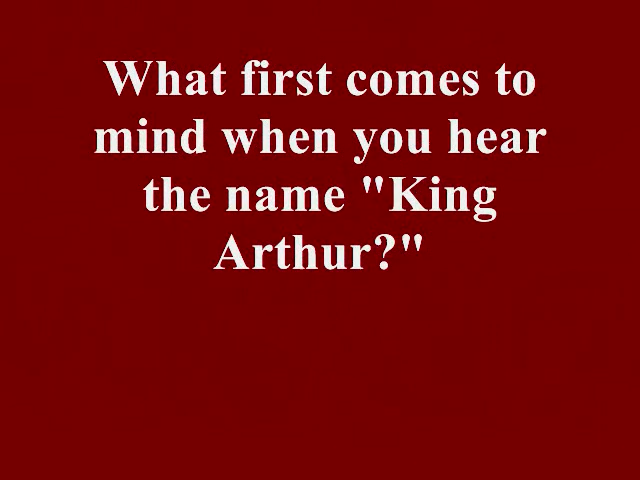 What first comes to
mind when you hear
the name "King
Arthur?"